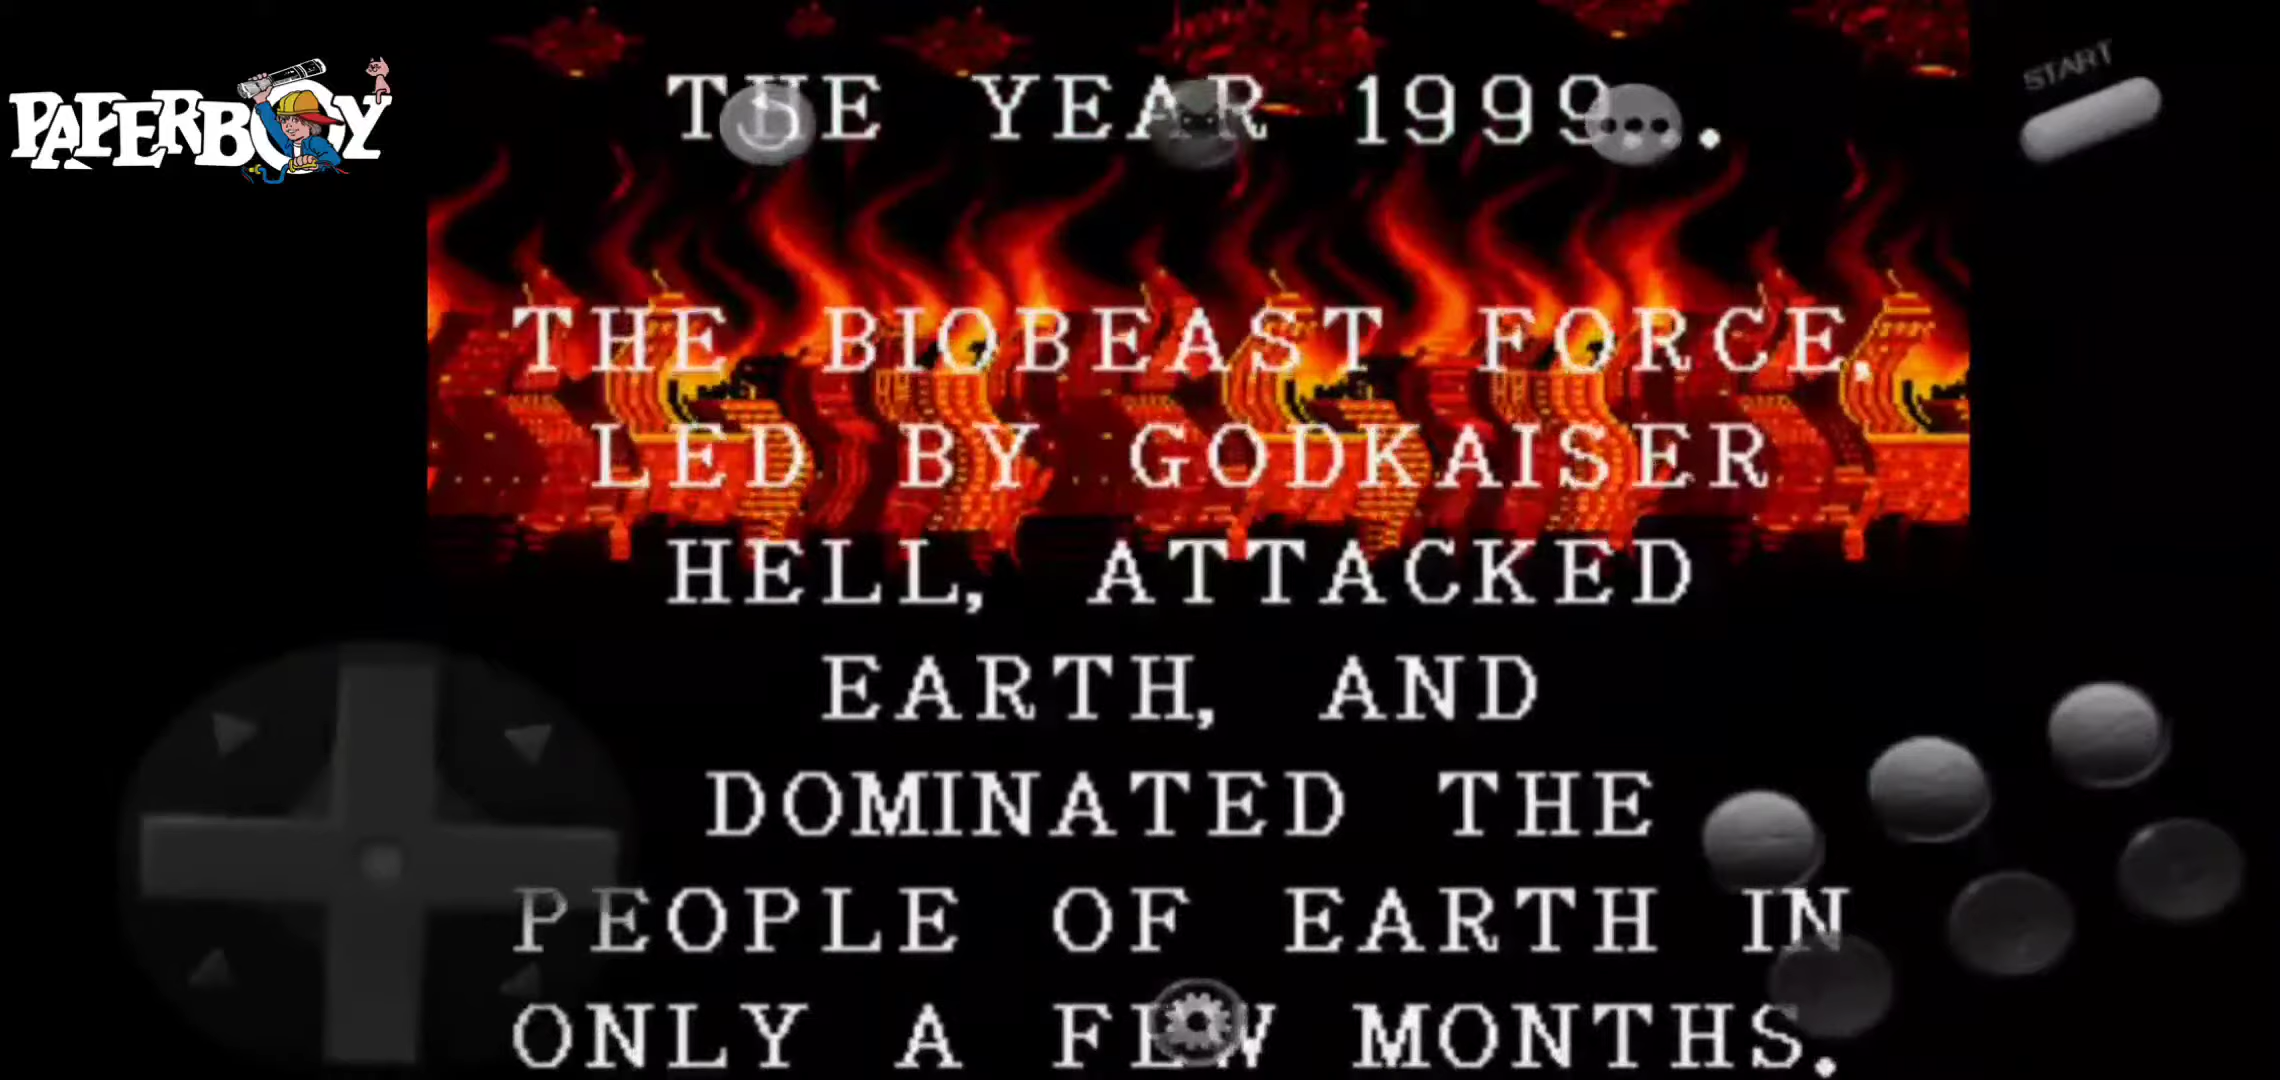 PAPERBOY
START
THE YEAR 1999.
THE BIOBEAST FORCE,
LED BY GODKAISER
HELL, ATTACKED
EARTH, AND
DOMINATED THE
PEOPLE OF EARTH IN
ONLY A FEW MONTHS.